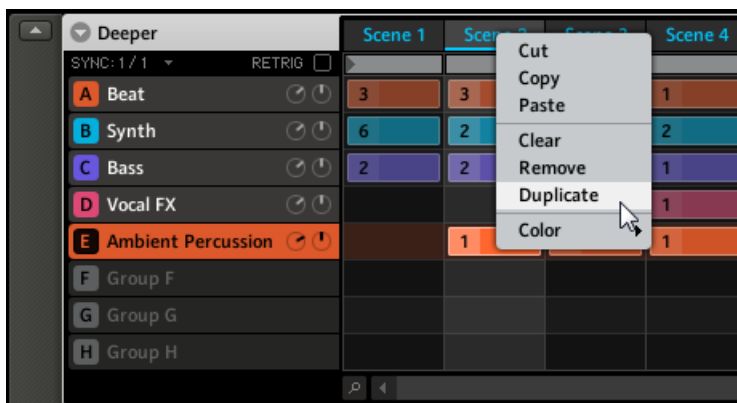 Deeper Scene 1 Scene 4
SYNC: 1 / 1 RETRIG
A Beat 3 3 1
B Synth 6 2 2
C Bass 2 2 1
D Vocal FX 1
E Ambient Percussion 1 1
F Group F
G Group G
H Group H
Cut
Copy
Paste
Clear
Remove
Duplicate
Color